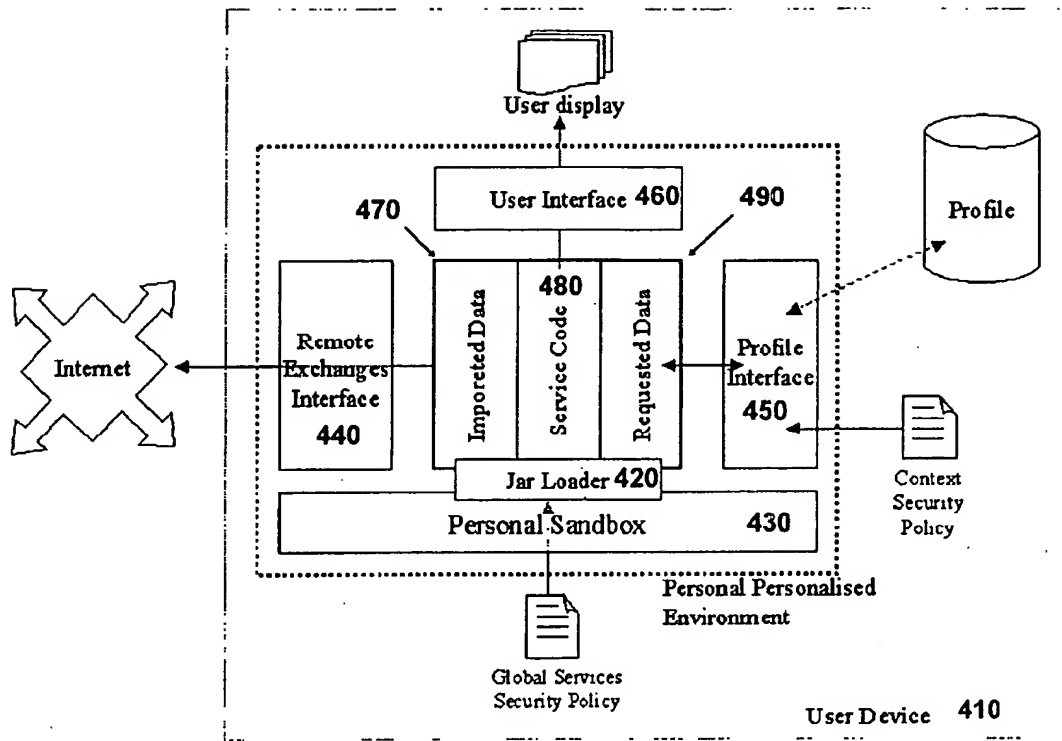 User display
User Interface 460
470
490
Profile
Internet
Remote
Exchanges
Interface
440
Imporeted Data
480
Service Code
Requested Data
Profile
Interface
450
Jar Loader 420
Personal Sandbox 430
Context
Security
Policy
Personal Personalised
Environment
Global Services
Security Policy
User Device 410